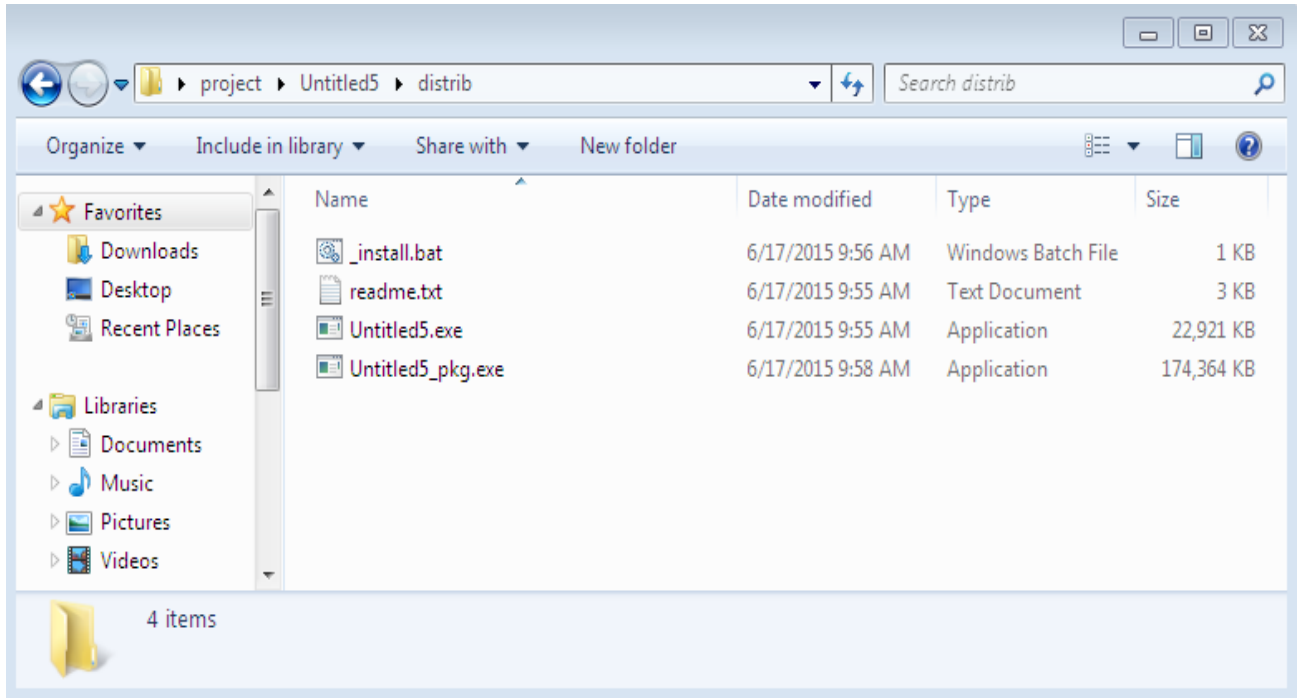 project Untitled5 distrib Search distrib
Organize Include in library Share with New folder
Favorites
Downloads
Desktop
Recent Places
Libraries
Documents
Music
Pictures
Videos
Name Date modified Type Size
_install.bat 6/17/2015 9:56 AM Windows Batch File 1 KB
readme.txt 6/17/2015 9:55 AM Text Document 3 KB
Untitled5.exe 6/17/2015 9:55 AM Application 22,921 KB
Untitled5_pkg.exe 6/17/2015 9:58 AM Application 174,364 KB
4 items